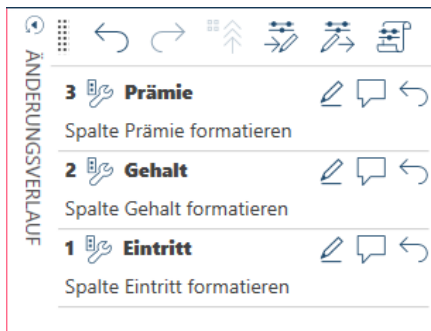 ÄNDERUNGSVERLAUF
3 Prämie
Spalte Prämie formatieren
2 Gehalt
Spalte Gehalt formatieren
1 Eintritt
Spalte Eintritt formatieren